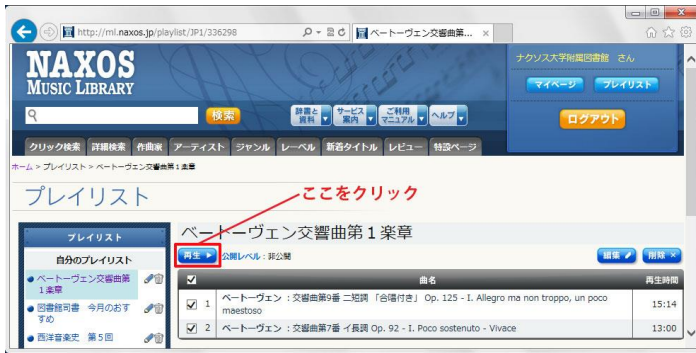 http://ml.naxos.jp/playlist/JP1/336298
ベートーヴェン交響曲第...
NAXOS
MUSIC LIBRARY
ナクソス大学附属図書館 さん
マイページ
プレイリスト
検索
辞書と資料
サービス案内
ご利用マニュアル
ヘルプ
ログアウト
クリック検索 詳細検索 作曲家 アーティスト ジャンル レーベル 新着タイトル レビュー 特設ページ
ホーム > プレイリスト > ベートーヴェン交響曲第１楽章
プレイリスト
ここをクリック
プレイリスト
自分のプレイリスト
ベートーヴェン交響曲第
１楽章
図書館司書 今月のおす
すめ
西洋音楽史 第５回
ベートーヴェン交響曲第１楽章
再生
公開レベル：非公開
編集
削除 ×
曲名
再生時間
1 ベートーヴェン ：交響曲第9番 ニ短調 「合唱付き」 Op. 125 - I. Allegro ma non troppo, un poco
maestoso
15:14
2 ベートーヴェン ：交響曲第7番 イ長調 Op. 92 - I. Poco sostenuto - Vivace
13:00